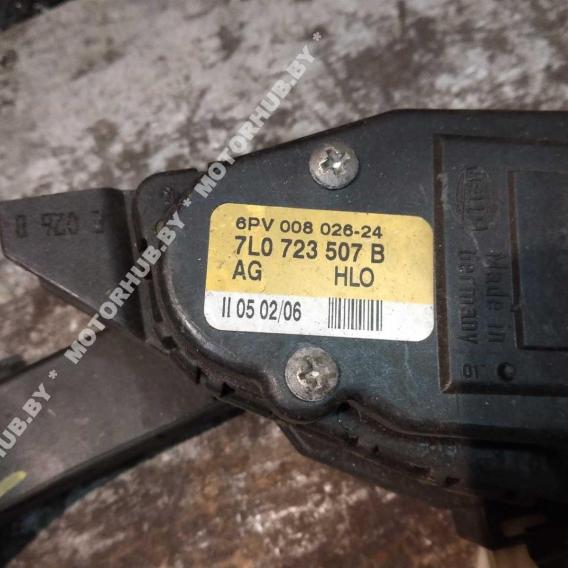 6PV 008 026-24
7L0 723 507 B
AG HLO
II 05 02/06
HELLA
Made in
Germany
MOTORHUB.BY * MOTORHUB.BY * MOTORHUB.BY